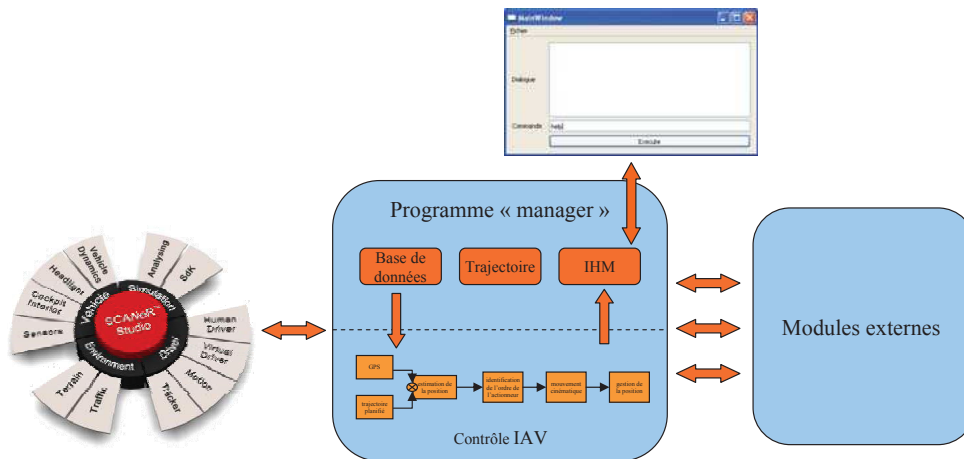 MainWindow
Fichier
Dialogue
Commande
help
Execute
Programme « manager »
Base de
données
Trajectoire
IHM
GPS
trajectoire
planifié
estimation de
la position
identification
de l'ordre de
l'actionneur
mouvement
cinématique
gestion de
la position
Contrôle IAV
Modules externes
SCANeR
Studio
Vehicle
Simulation
Driver
Environment
Sensors
Cockpit
Interior
Headlight
Vehicle
Dynamics
Analysing
SdK
Human
Driver
Virtual
Driver
Motion
Tracker
Traffic
Terrain